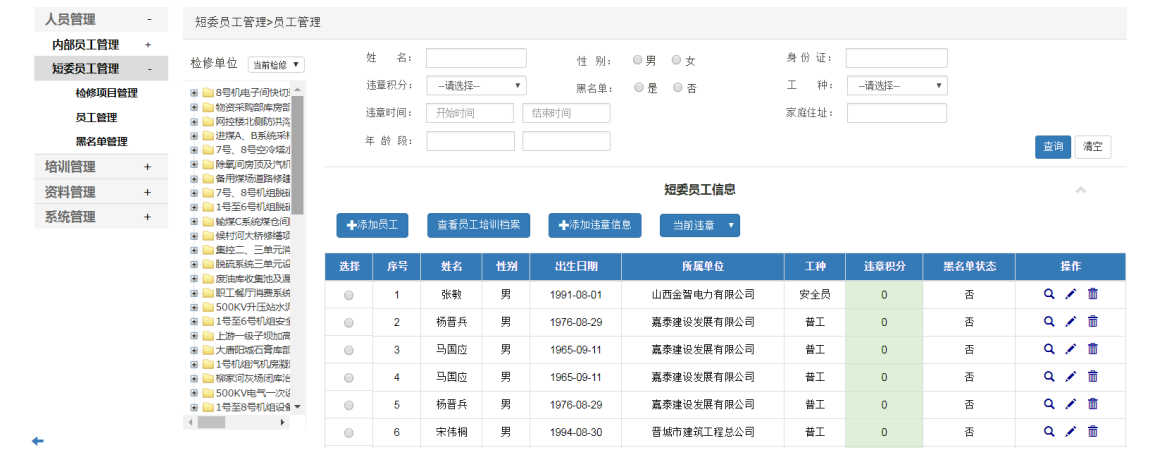 人员管理 -
内部员工管理 +
短委员工管理 -
检修项目管理
员工管理
黑名单管理
培训管理 +
资料管理 +
系统管理 +
短委员工管理>员工管理
检修单位 当前检修
8号机电子间快切
物资采购部库房部
网控楼北侧防洪沟
进煤A、B系统采样
7号、8号空冷塔水
除氧间房顶及汽机
备用煤场道路修建
7号、8号机组脱硫
1号至6号机组脱硫
输煤C系统煤仓间
候村河大桥修缮项
集控二、三单元消
脱硫系统三单元设
废油库收集池及漏
职工餐厅消费系统
500KV升压站水泥
1号至6号机组安全
上游一级子坝加高
大唐阳城石膏库部
1号机组汽机房凝
柳家河灰场闭库治
500KV电气一次设
1号至8号机组设备
姓 名: 性 别: 男 女 身 份 证:
违章积分: --请选择-- 黑名单: 是 否 工 种: --请选择--
违章时间: 开始时间 结束时间 家庭住址:
年 龄 段:
查询 清空
短委员工信息
添加员工 查看员工培训档案 添加违章信息 当前违章
选择 序号 姓名 性别 出生日期 所属单位 工种 违章积分 黑名单状态 操作
1 张敏 男 1991-08-01 山西金智电力有限公司 安全员 0 否
2 杨晋兵 男 1976-08-29 嘉泰建设发展有限公司 普工 0 否
3 马国应 男 1965-09-11 嘉泰建设发展有限公司 普工 0 否
4 马国应 男 1965-09-11 嘉泰建设发展有限公司 普工 0 否
5 杨晋兵 男 1976-08-29 嘉泰建设发展有限公司 普工 0 否
6 宋伟桐 男 1994-08-30 晋城市建筑工程总公司 普工 0 否